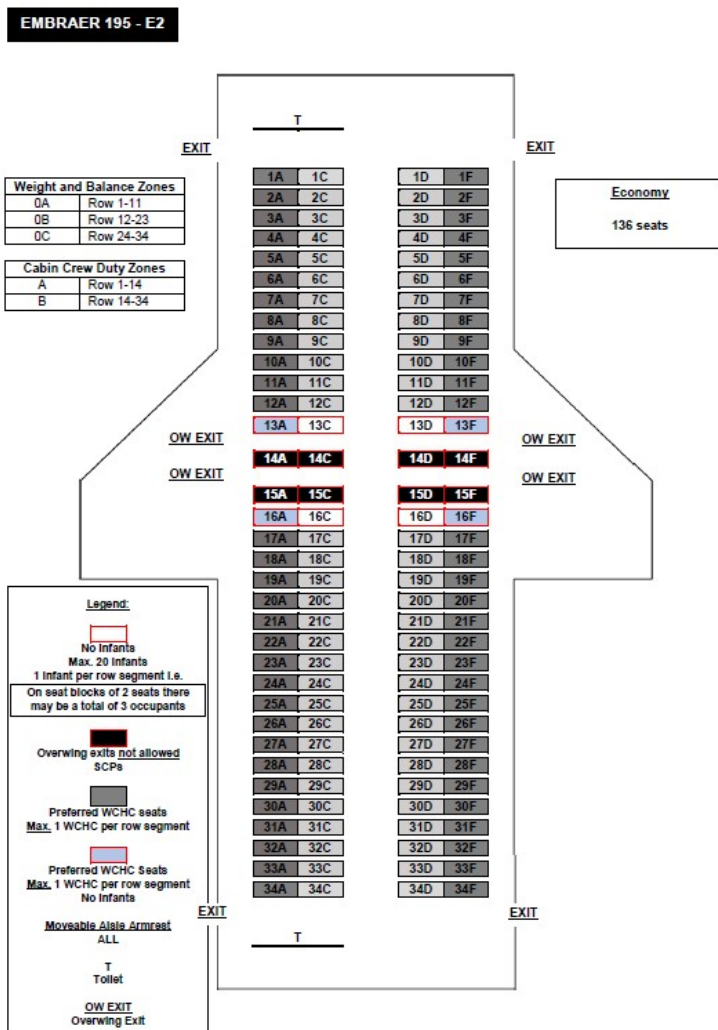 EMBRAER 195 - E2
T
EXIT EXIT
Weight and Balance Zones
0A Row 1-11
0B Row 12-23
0C Row 24-34
Cabin Crew Duty Zones
A Row 1-14
B Row 14-34
Economy
136 seats
1A 1C 1D 1F
2A 2C 2D 2F
3A 3C 3D 3F
4A 4C 4D 4F
5A 5C 5D 5F
6A 6C 6D 6F
7A 7C 7D 7F
8A 8C 8D 8F
9A 9C 9D 9F
10A 10C 10D 10F
11A 11C 11D 11F
12A 12C 12D 12F
13A 13C 13D 13F
OW EXIT OW EXIT
14A 14C 14D 14F
OW EXIT OW EXIT
15A 15C 15D 15F
16A 16C 16D 16F
17A 17C 17D 17F
18A 18C 18D 18F
19A 19C 19D 19F
20A 20C 20D 20F
21A 21C 21D 21F
22A 22C 22D 22F
23A 23C 23D 23F
24A 24C 24D 24F
25A 25C 25D 25F
26A 26C 26D 26F
27A 27C 27D 27F
28A 28C 28D 28F
29A 29C 29D 29F
30A 30C 30D 30F
31A 31C 31D 31F
32A 32C 32D 32F
33A 33C 33D 33F
34A 34C 34D 34F
EXIT EXIT
T
Legend:
No Infants
Max. 20 Infants
1 Infant per row segment i.e.
On seat blocks of 2 seats there
may be a total of 3 occupants
Overwing exits not allowed
SCPs
Preferred WCHC seats
Max. 1 WCHC per row segment
Preferred WCHC Seats
Max. 1 WCHC per row segment
No Infants
Moveable Aisle Armrest
ALL
T
Toilet
OW EXIT
Overwing Exit